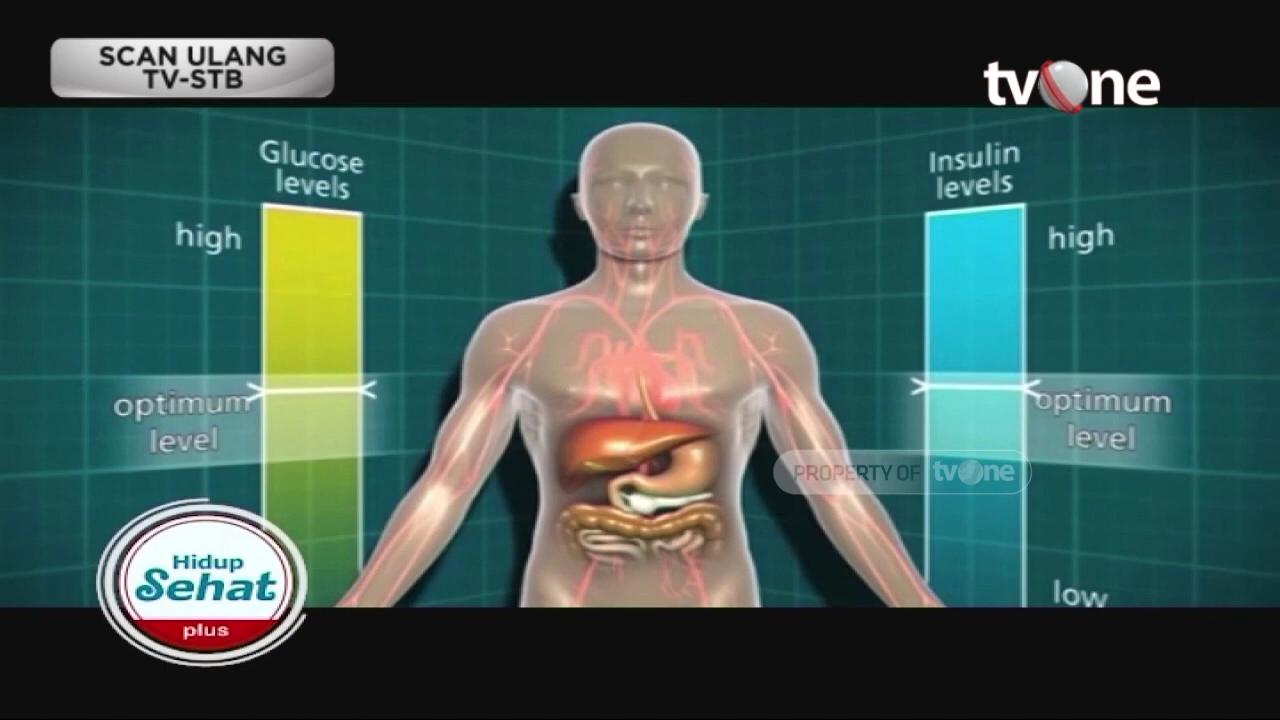 SCAN ULANG
TV-STB
tvOne
Glucose
levels
Insulin
levels
high
high
optimum
level
optimum
level
PROPERTY OF tvOne
Hidup
Sehat
plus
low